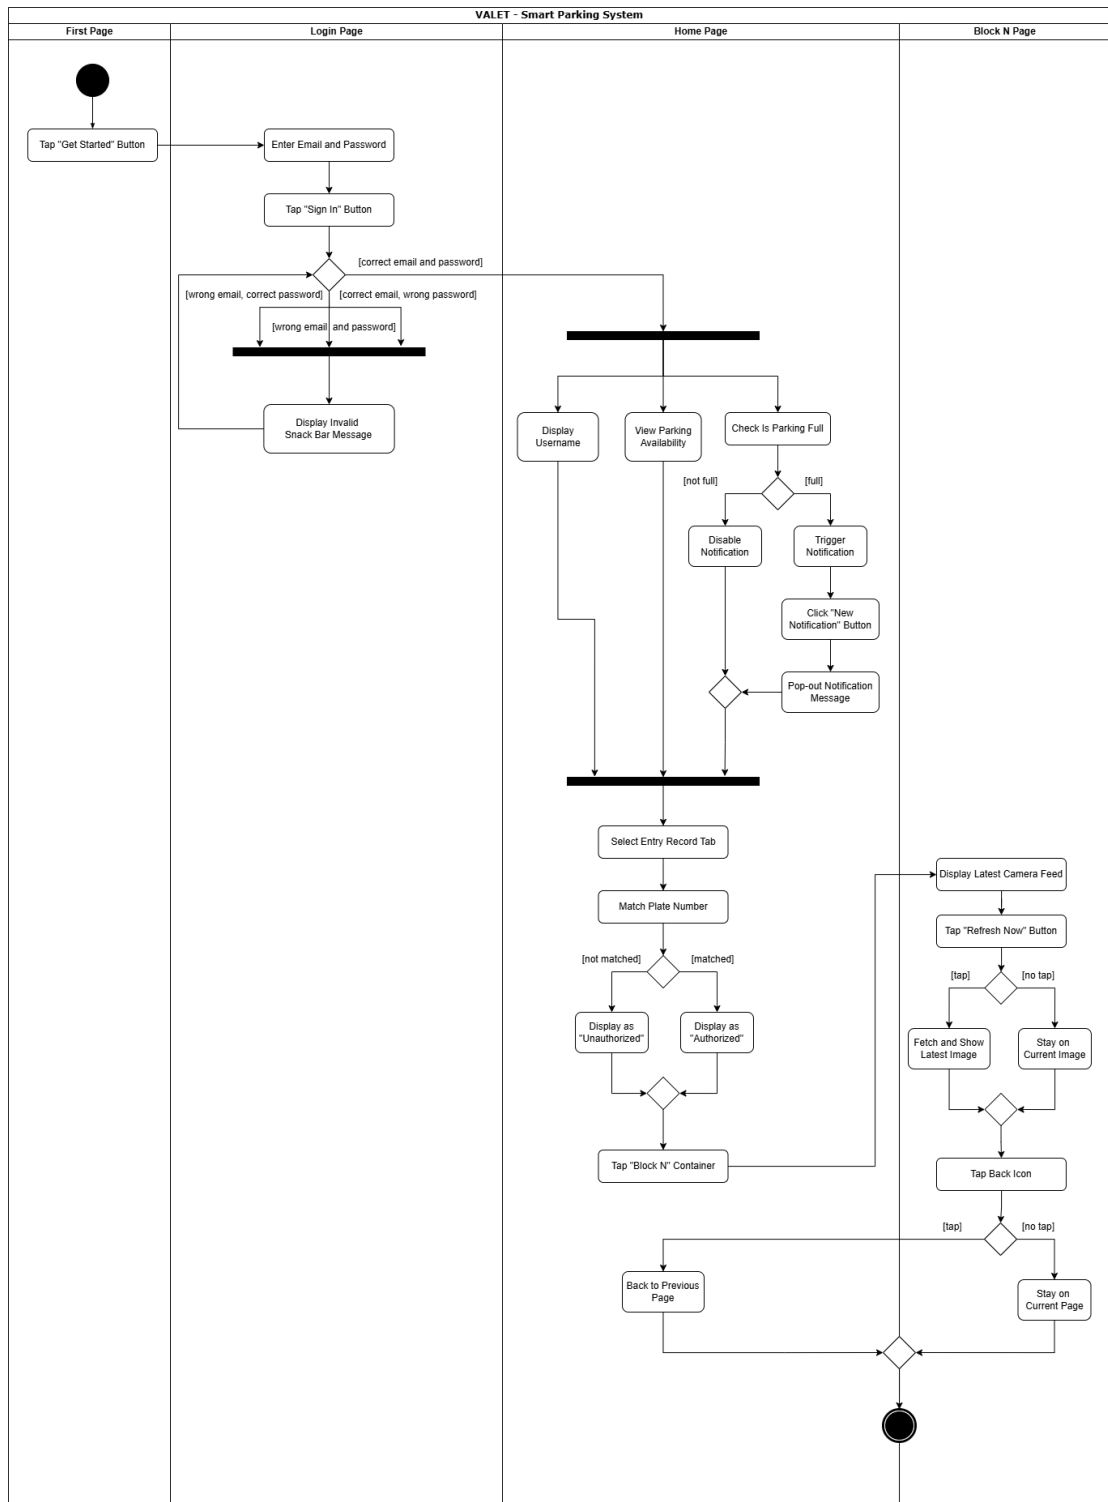 VALET - Smart Parking System
First Page
Login Page
Home Page
Block N Page
Tap "Get Started" Button
Enter Email and Password
Tap "Sign In" Button
[correct email and password]
[wrong email, correct password]
[correct email, wrong password]
[wrong email and password]
Display Invalid
Snack Bar Message
Display
Username
View Parking
Availability
Check Is Parking Full
[not full]
[full]
Disable
Notification
Trigger
Notification
Click "New
Notification" Button
Pop-out Notification
Message
Select Entry Record Tab
Match Plate Number
[not matched]
[matched]
Display as
"Unauthorized"
Display as
"Authorized"
Tap "Block N" Container
Display Latest Camera Feed
Tap "Refresh Now" Button
[tap]
[no tap]
Fetch and Show
Latest Image
Stay on
Current Image
Tap Back Icon
[tap]
[no tap]
Back to Previous
Page
Stay on
Current Page